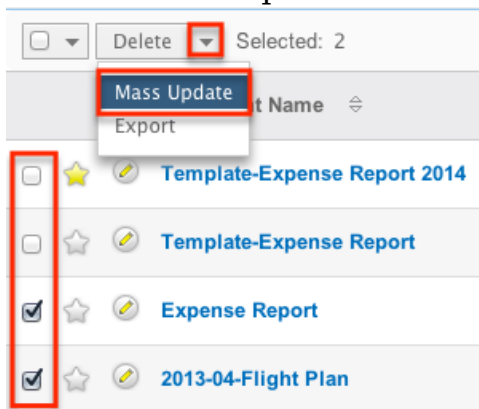 Delete Selected: 2
Mass Update
t Name
Export
Template-Expense Report 2014
Template-Expense Report
Expense Report
2013-04-Flight Plan